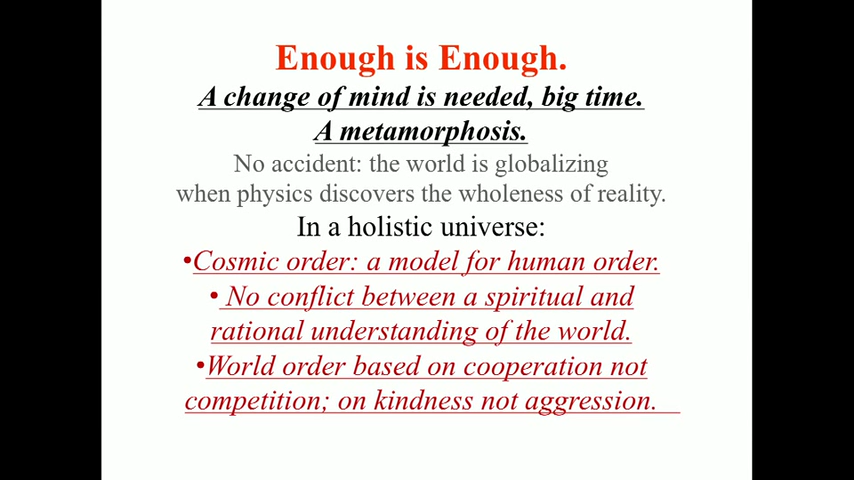 Enough is Enough.
A change of mind is needed, big time.
A metamorphosis.
No accident: the world is globalizing
when physics discovers the wholeness of reality.
In a holistic universe:
•Cosmic order: a model for human order.
• No conflict between a spiritual and
rational understanding of the world.
•World order based on cooperation not
competition; on kindness not aggression.